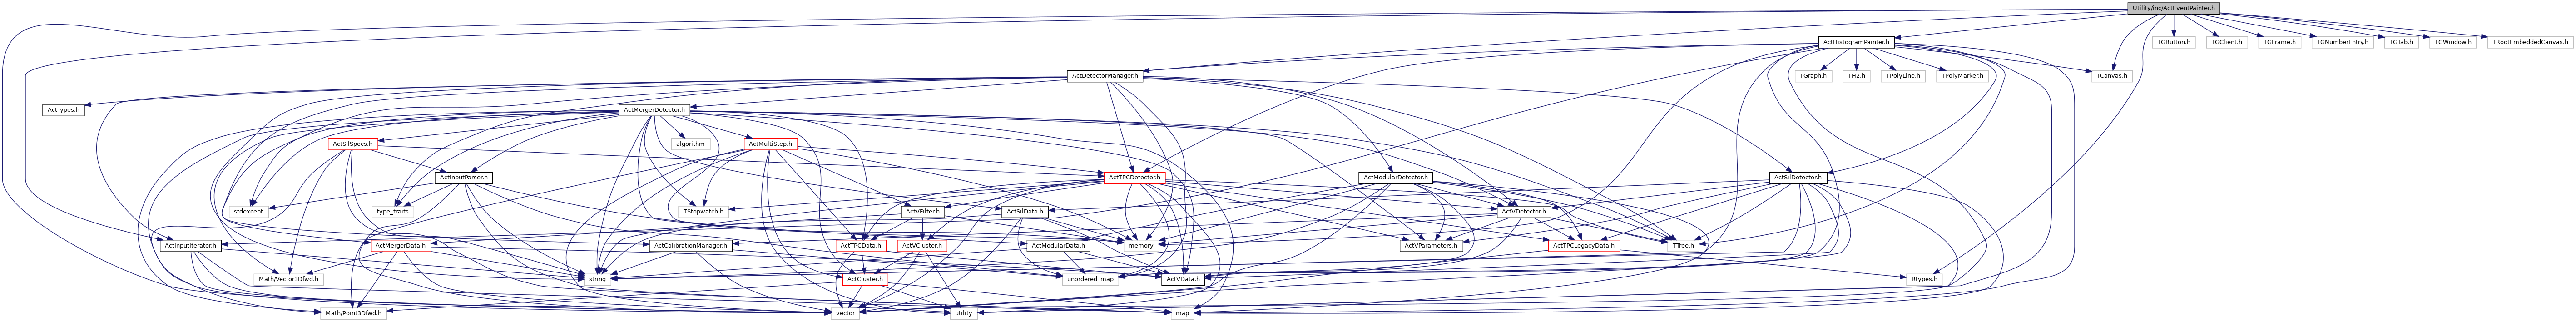 Utility/inc/ActEventPainter.h
ActHistogramPainter.h
TGButton.h
TGClient.h
TGFrame.h
TGNumberEntry.h
TGTab.h
TGWindow.h
TRootEmbeddedCanvas.h
ActDetectorManager.h
TGraph.h
TH2.h
TPolyLine.h
TPolyMarker.h
TCanvas.h
ActTypes.h
ActMergerDetector.h
ActSilSpecs.h
algorithm
ActMultiStep.h
ActInputParser.h
ActTPCDetector.h
ActModularDetector.h
ActSilDetector.h
stdexcept
type_traits
TStopwatch.h
ActVFilter.h
ActSilData.h
ActVDetector.h
ActInputIterator.h
ActMergerData.h
ActCalibrationManager.h
ActTPCData.h
ActVCluster.h
ActModularData.h
memory
ActVParameters.h
ActTPCLegacyData.h
TTree.h
Math/Vector3Dfwd.h
string
ActCluster.h
unordered_map
ActVData.h
Rtypes.h
Math/Point3Dfwd.h
vector
utility
map